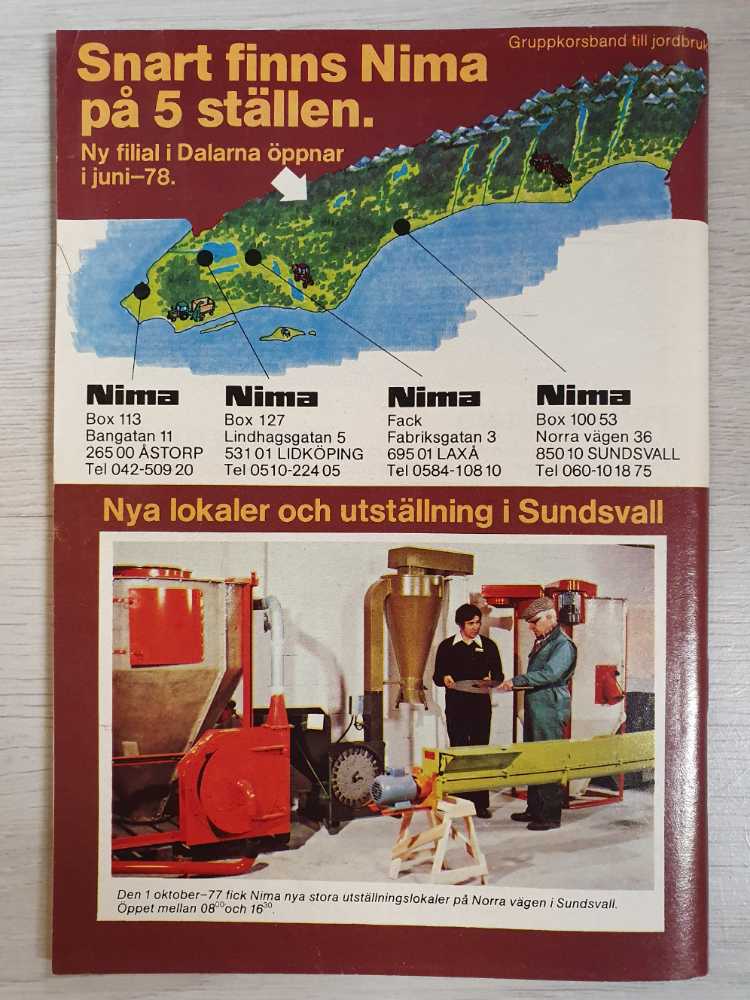 Gruppkorsband till jordbruk
Snart finns Nima
på 5 ställen.
Ny filial i Dalarna öppnar
i juni–78.
Nima
Box 113
Bangatan 11
265 00 ÅSTORP
Tel 042-509 20
Nima
Box 127
Lindhagsgatan 5
531 01 LIDKÖPING
Tel 0510-224 05
Nima
Fack
Fabriksgatan 3
695 01 LAXÅ
Tel 0584-108 10
Nima
Box 100 53
Norra vägen 36
850 10 SUNDSVALL
Tel 060-10 18 75
Nya lokaler och utställning i Sundsvall
Den 1 oktober–77 fick Nima nya stora utställningslokaler på Norra vägen i Sundsvall.
Öppet mellan 08⁰⁰ och 16³⁰.